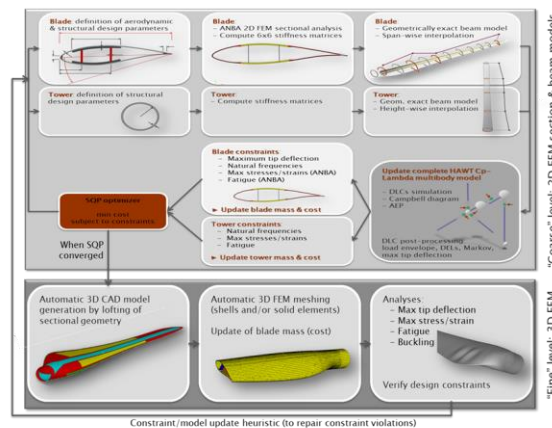 Blade: definition of aerodynamic
& structural design parameters
Blade:
- ANBA 2D FEM sectional analysis
- Compute 6x6 stiffness matrices
Blade
- Geometrically exact beam model
- Span-wise interpolation
Tower: definition of structural
design parameters
Tower:
- Compute stiffness matrices
Tower:
- Geom. exact beam model
- Height-wise interpolation
Blade constraints
- Maximum tip deflection
- Natural frequencies
- Max stresses/strains (ANBA)
- Fatigue (ANBA)
► Update blade mass & cost
Tower constraints
- Natural frequencies
- Max stresses/strains
- Fatigue
► Update tower mass & cost
Update complete HAWT Cp-
Lambda multibody model
- DLCs simulation
- Campbell diagram
- AEP
DLC post-processing
load envelope, DELs, Markov,
max tip deflection
SQP optimizer
min cost
subject to constraints
When SQP
converged
"Coarse" level: 2D FEM section & beam models
Automatic 3D CAD model
generation by lofting of
sectional geometry
Automatic 3D FEM meshing
(shells and/or solid elements)
Update of blade mass (cost)
Analyses:
- Max tip deflection
- Max stress/strain
- Fatigue
- Buckling
Verify design constraints
"Fine" level: 3D FEM
Constraint/model update heuristic (to repair constraint violations)